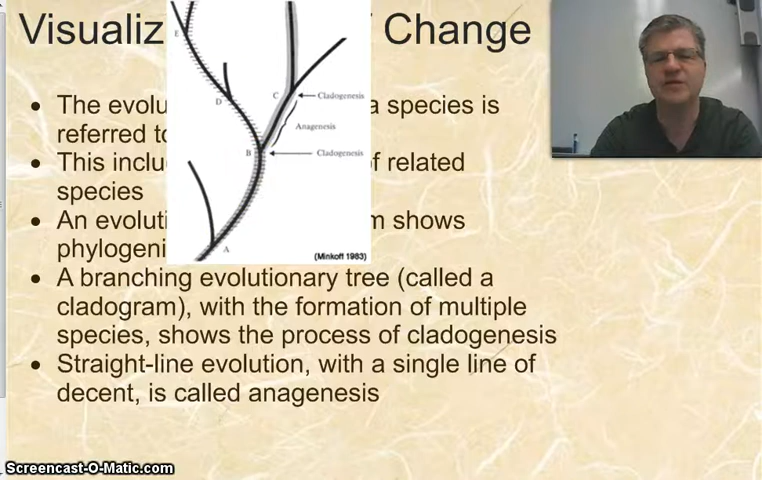 Visualiz Change
E
D
C
Cladogenesis
Anagenesis
B
Cladogenesis
A
(Minkoff 1983)
• The evolu a species is
referred to
• This inclu of related
species
• An evoluti m shows
phylogeni
• A branching evolutionary tree (called a
cladogram), with the formation of multiple
species, shows the process of cladogenesis
• Straight-line evolution, with a single line of
decent, is called anagenesis
Screencast-O-Matic.com